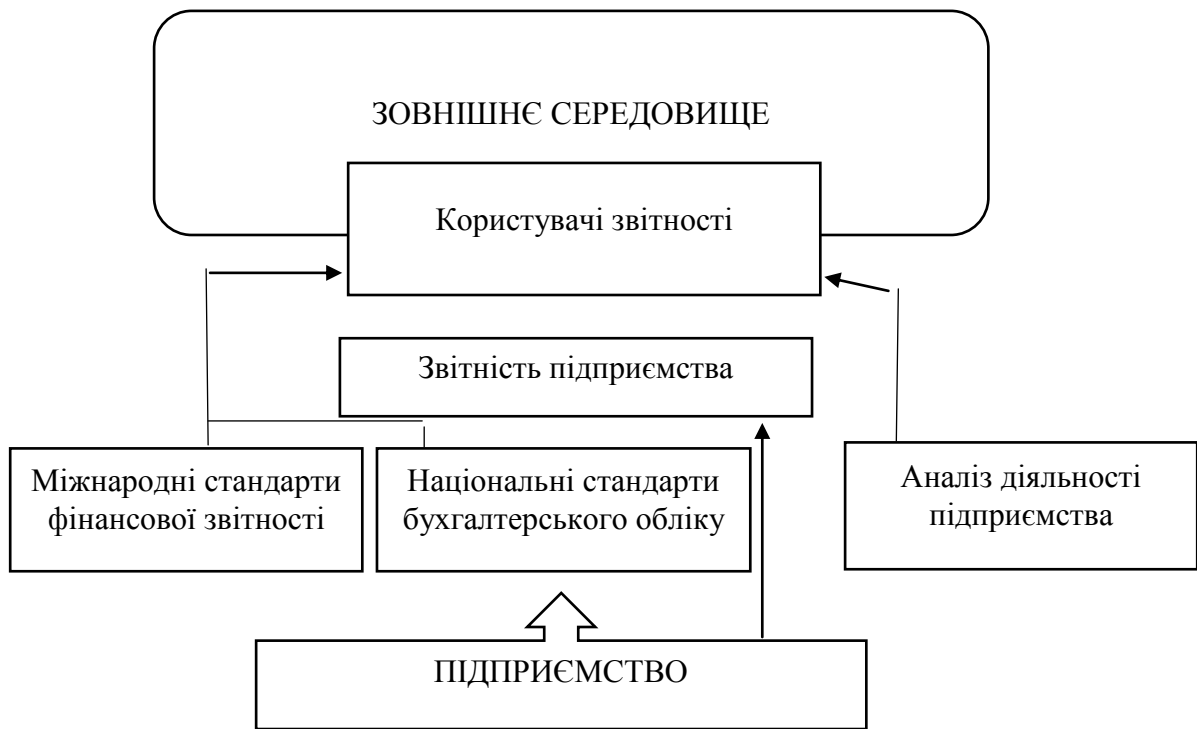 ЗОВНІШНЄ СЕРЕДОВИЩЕ
Користувачі звітності
Звітність підприємства
Міжнародні стандарти
фінансової звітності
Національні стандарти
бухгалтерського обліку
Аналіз діяльності
підприємства
ПІДПРИЄМСТВО